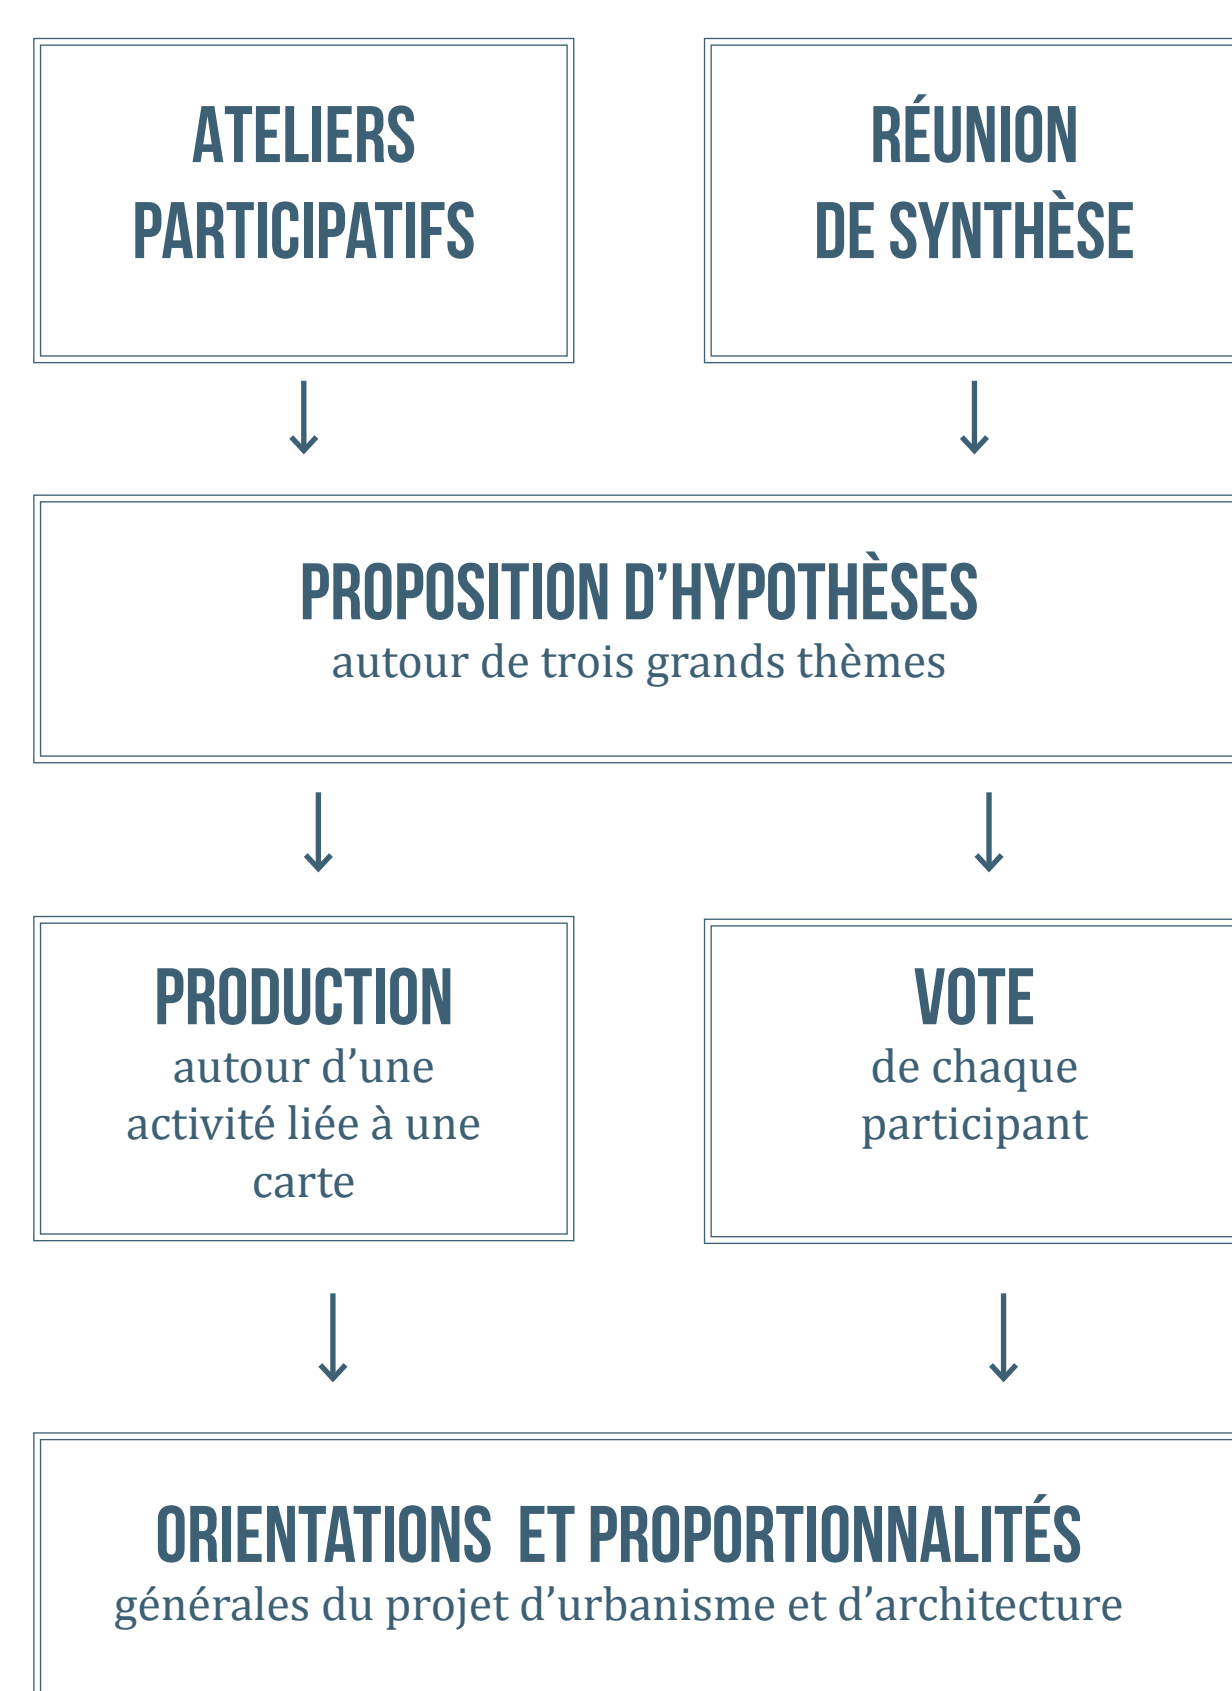 ATELIERS
PARTICIPATIFS
RÉUNION
DE SYNTHÈSE
PROPOSITION D’HYPOTHÈSES
autour de trois grands thèmes
PRODUCTION
autour d’une
activité liée à une
carte
VOTE
de chaque
participant
ORIENTATIONS ET PROPORTIONNALITÉS
générales du projet d’urbanisme et d’architecture